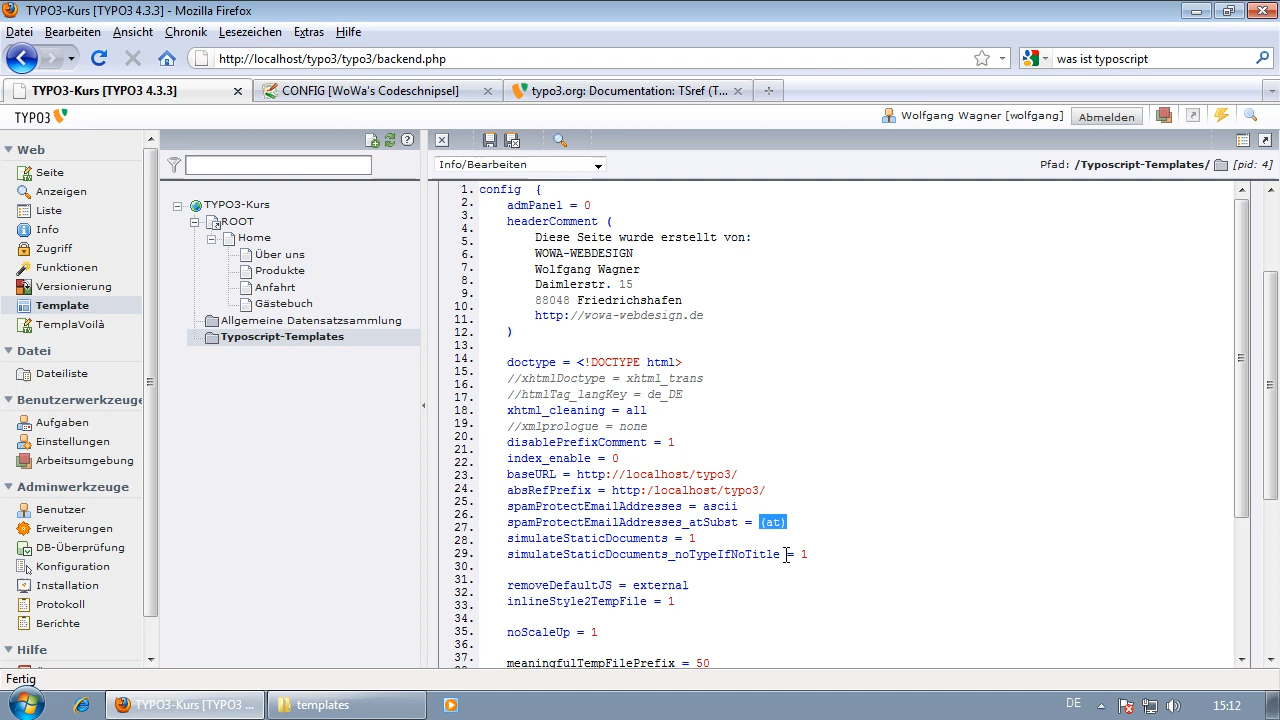 TYPO3-Kurs [TYPO3 4.3.3] - Mozilla Firefox
Datei Bearbeiten Ansicht Chronik Lesezeichen Extras Hilfe
http://localhost/typo3/typo3/backend.php
was ist typoscript
TYPO3-Kurs [TYPO3 4.3.3]
CONFIG [WoWa's Codeschnipsel]
typo3.org: Documentation: TSref (T...
TYPO3
Wolfgang Wagner [wolfgang]
Abmelden
Web
Seite
Anzeigen
Liste
Info
Zugriff
Funktionen
Versionierung
Template
TemplaVoilà
Datei
Dateiliste
Benutzerwerkzeuge
Aufgaben
Einstellungen
Arbeitsumgebung
Adminwerkzeuge
Benutzer
Erweiterungen
DB-Überprüfung
Konfiguration
Installation
Protokoll
Berichte
Hilfe
TYPO3-Kurs
ROOT
Home
Über uns
Produkte
Anfahrt
Gästebuch
Allgemeine Datensatzsammlung
Typoscript-Templates
Info/Bearbeiten
Pfad: /Typoscript-Templates/ [pid: 4]
1. config {
2. admPanel = 0
3. headerComment (
4. Diese Seite wurde erstellt von:
5. WOWA-WEBDESIGN
6. Wolfgang Wagner
7. Daimlerstr. 15
8. 88048 Friedrichshafen
9. http://wowa-webdesign.de
10. )
11.
12. doctype = <!DOCTYPE html>
13. //xhtmlDoctype = xhtml_trans
14. //htmlTag_langKey = de_DE
15. xhtml_cleaning = all
16. //xmlprologue = none
17. disablePrefixComment = 1
18. index_enable = 0
19. baseURL = http://localhost/typo3/
20. absRefPrefix = http:/localhost/typo3/
21. spamProtectEmailAddresses = ascii
22. spamProtectEmailAddresses_atSubst = (at)
23. simulateStaticDocuments = 1
24. simulateStaticDocuments_noTypeIfNoTitle = 1
25.
26. removeDefaultJS = external
27. inlineStyle2TempFile = 1
28.
29. noScaleUp = 1
30.
31. meaningfulTempFilePrefix = 50
32.
33.
34.
35.
36.
37.
Fertig
TYPO3-Kurs [TYPO3 ...
templates
DE
15:12